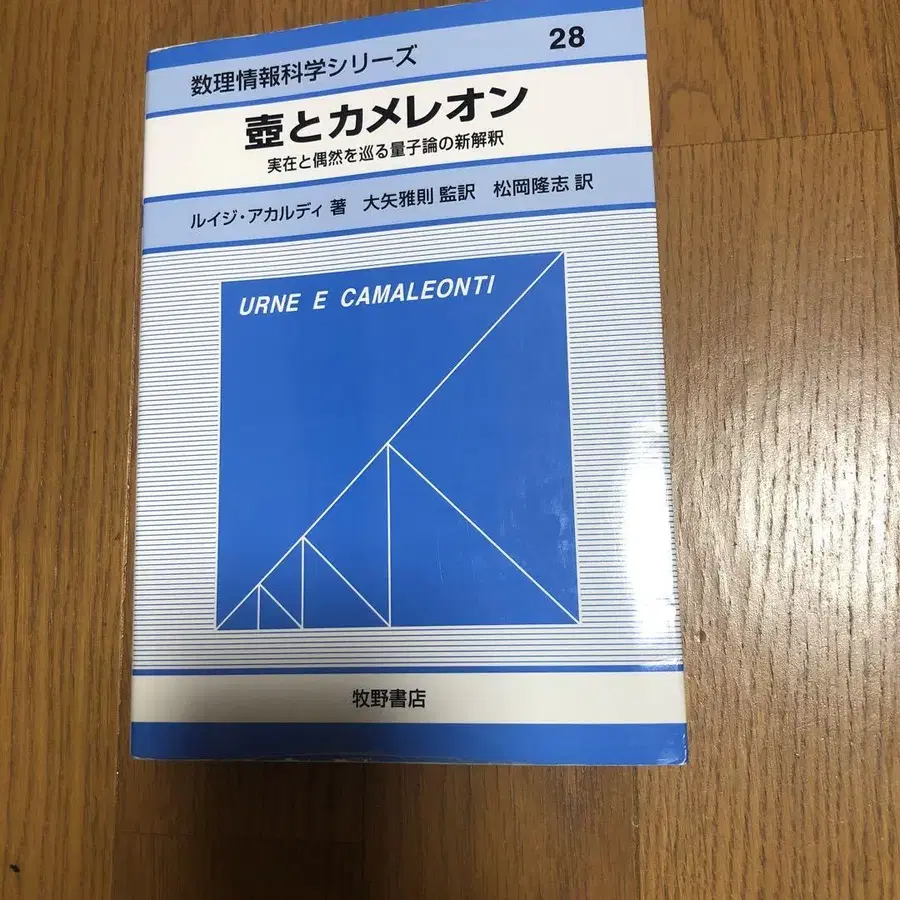 数理情報科学シリーズ 28
壺とカメレオン
実在と偶然を巡る量子論の新解釈
ルイジ・アカルディ 著 大矢雅則 監訳 松岡隆志 訳
URNE E CAMALEONTI
牧野書店